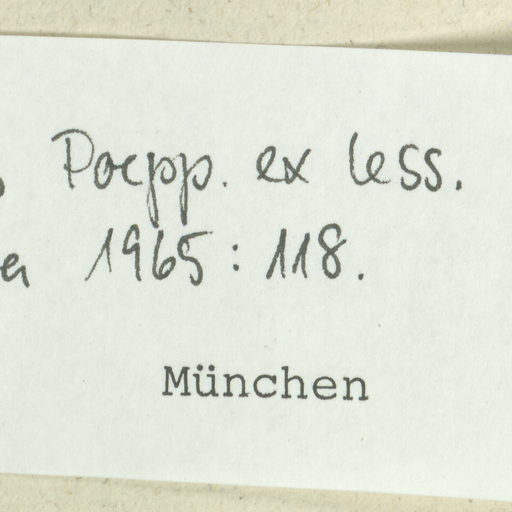 Poepp. ex Less.
1965: 118.
München